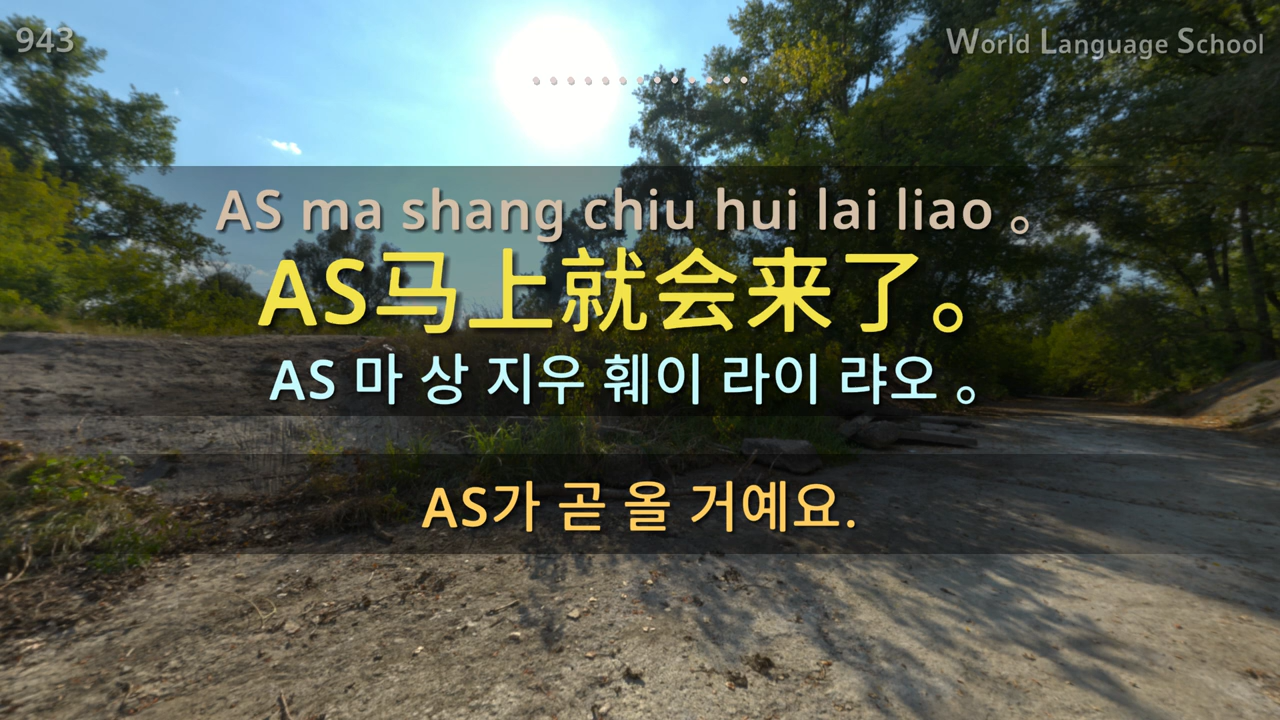 943
World Language School
AS ma shang chiu hui lai liao 。
AS马上就会来了。
AS 마 상 지우 훼이 라이 랴오 。
AS가 곧 올 거예요.